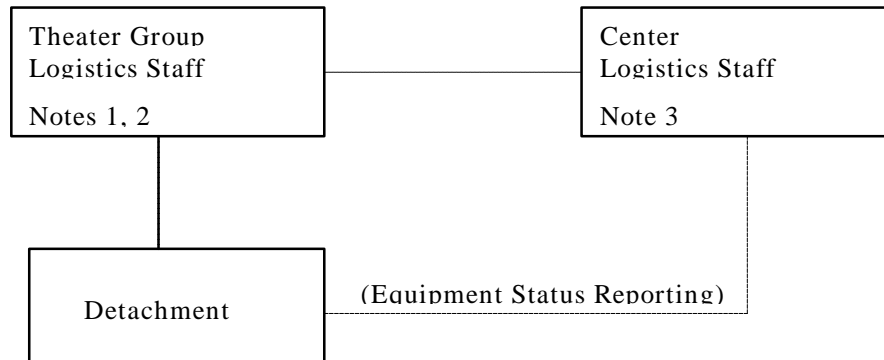 Theater Group
Logistics Staff
Notes 1, 2
Center
Logistics Staff
Note 3
Detachment
(Equipment Status Reporting)